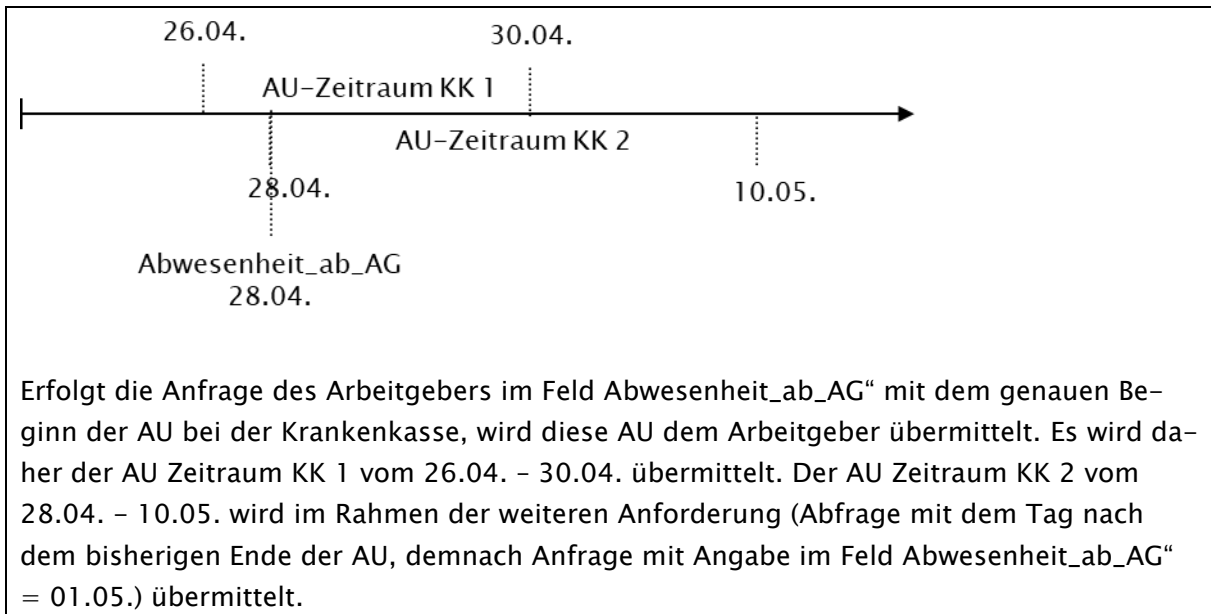 26.04.
30.04.
AU-Zeitraum KK 1
AU-Zeitraum KK 2
28.04.
10.05.
Abwesenheit_ab_AG
28.04.
Erfolgt die Anfrage des Arbeitgebers im Feld Abwesenheit_ab_AG“ mit dem genauen Be-
ginn der AU bei der Krankenkasse, wird diese AU dem Arbeitgeber übermittelt. Es wird da-
her der AU Zeitraum KK 1 vom 26.04. – 30.04. übermittelt. Der AU Zeitraum KK 2 vom
28.04. – 10.05. wird im Rahmen der weiteren Anforderung (Abfrage mit dem Tag nach
dem bisherigen Ende der AU, demnach Anfrage mit Angabe im Feld Abwesenheit_ab_AG“
= 01.05.) übermittelt.